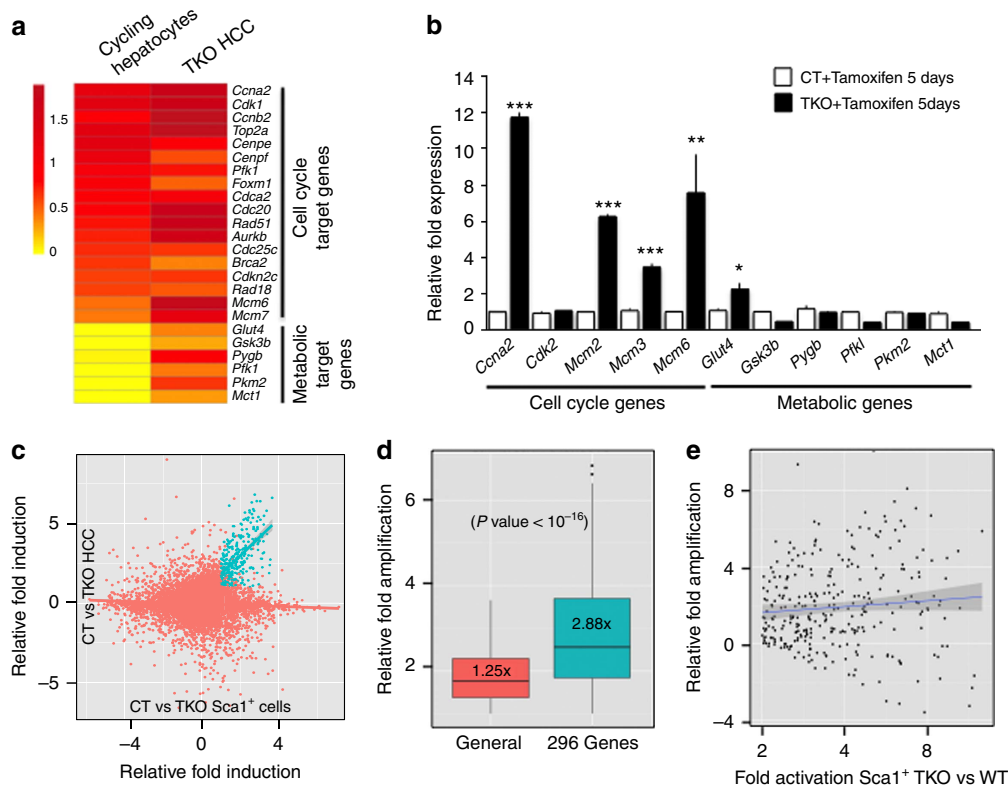 a
Cycling
hepatocytes
TKO HCC
1.5
1
0.5
0
Ccna2
Cdk1
Ccnb2
Top2a
Cenpe
Cenpf
Pfk1
Foxm1
Cdca2
Cdc20
Rad51
Aurkb
Cdc25c
Brca2
Cdkn2c
Rad18
Mcm6
Mcm7
Glut4
Gsk3b
Pygb
Pfk1
Pkm2
Mct1
Cell cycle
target genes
Metabolic
target
genes
b
Relative fold expression
14
12
10
8
6
4
2
0
CT+Tamoxifen 5 days
TKO+Tamoxifen 5days
***
***
***
**
*
Ccna2
Cdk2
Mcm2
Mcm3
Mcm6
Glut4
Gsk3b
Pygb
Pfkl
Pkm2
Mct1
Cell cycle genes
Metabolic genes
c
Relative fold induction
CT vs TKO HCC
5
0
−5
CT vs TKO Sca1+ cells
−4
0
4
Relative fold induction
d
Relative fold amplification
6
4
2
(P value < 10−16)
1.25x
2.88x
General
296 Genes
e
Relative fold amplification
8
4
0
−4
2
4
8
Fold activation Sca1+ TKO vs WT